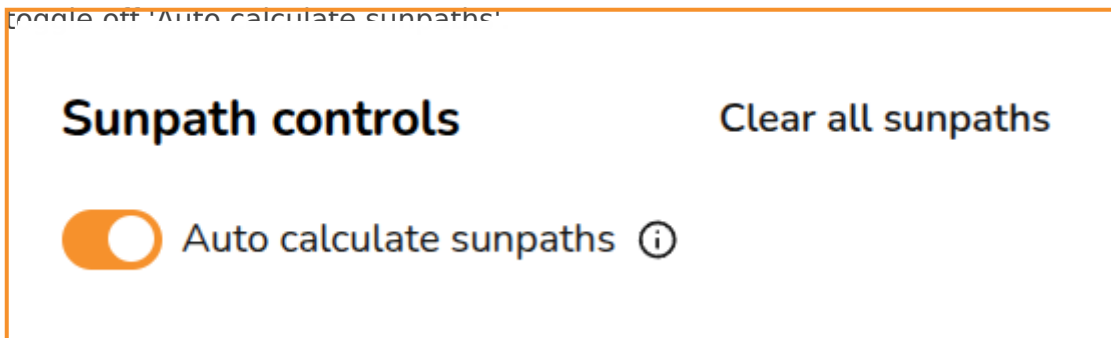 toggle off 'Auto calculate sunpaths'
Sunpath controls
Clear all sunpaths
Auto calculate sunpaths